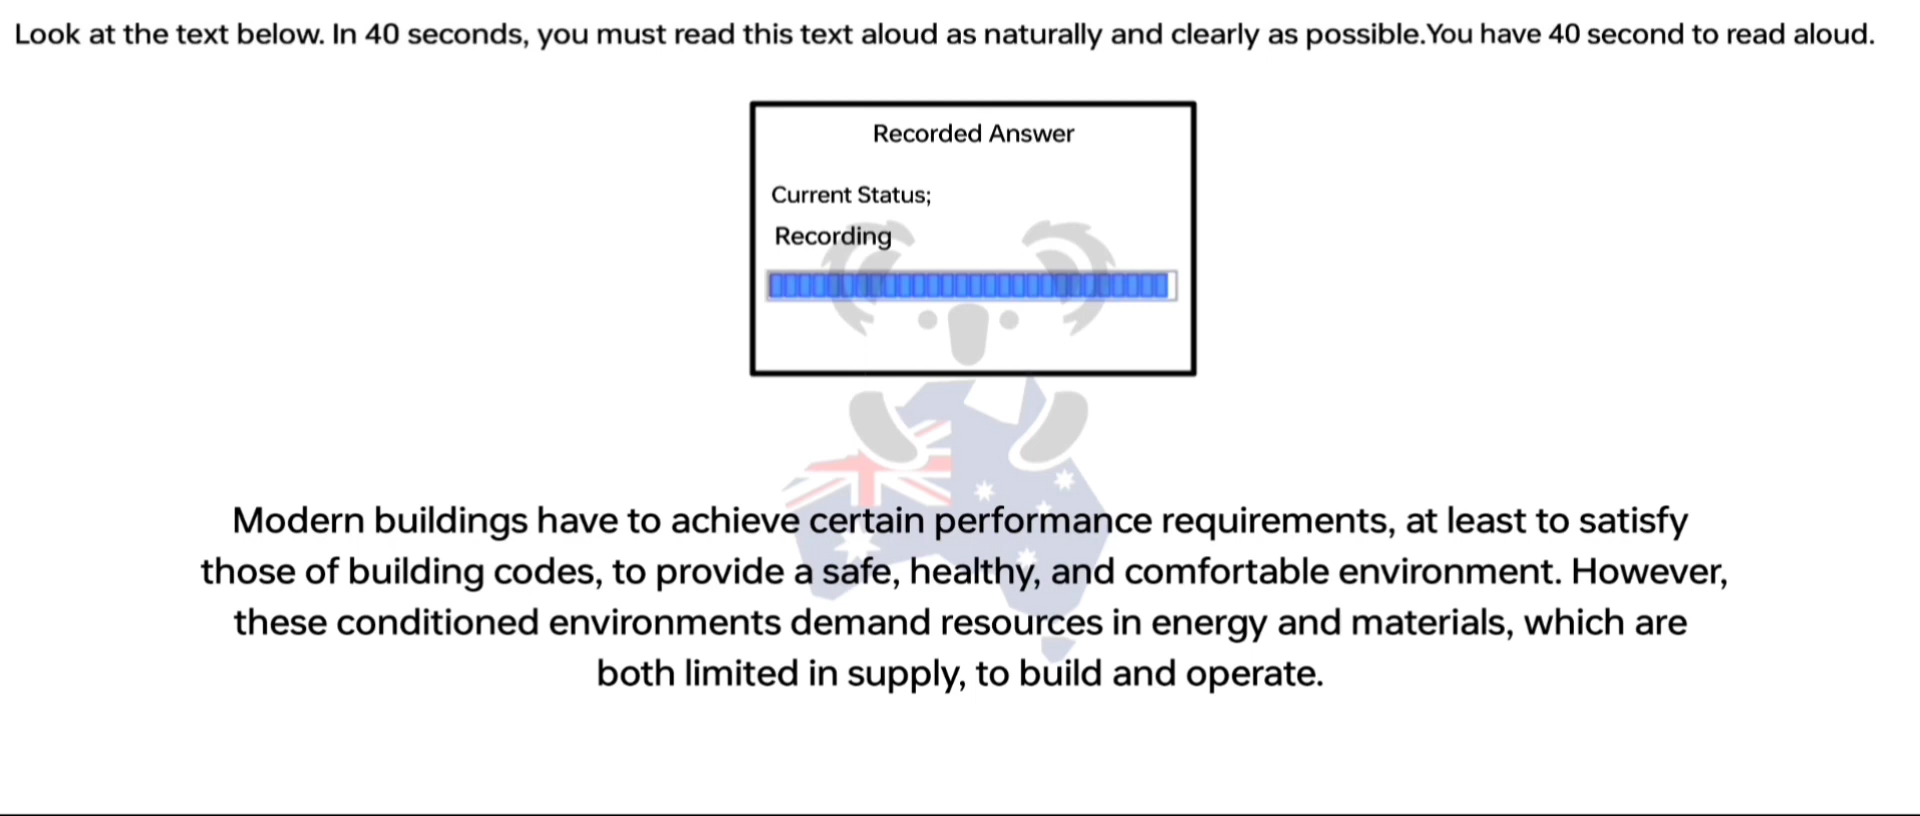 Look at the text below. In 40 seconds, you must read this text aloud as naturally and clearly as possible.You have 40 second to read aloud.
Recorded Answer
Current Status;
Recording
Modern buildings have to achieve certain performance requirements, at least to satisfy
those of building codes, to provide a safe, healthy, and comfortable environment. However,
these conditioned environments demand resources in energy and materials, which are
both limited in supply, to build and operate.